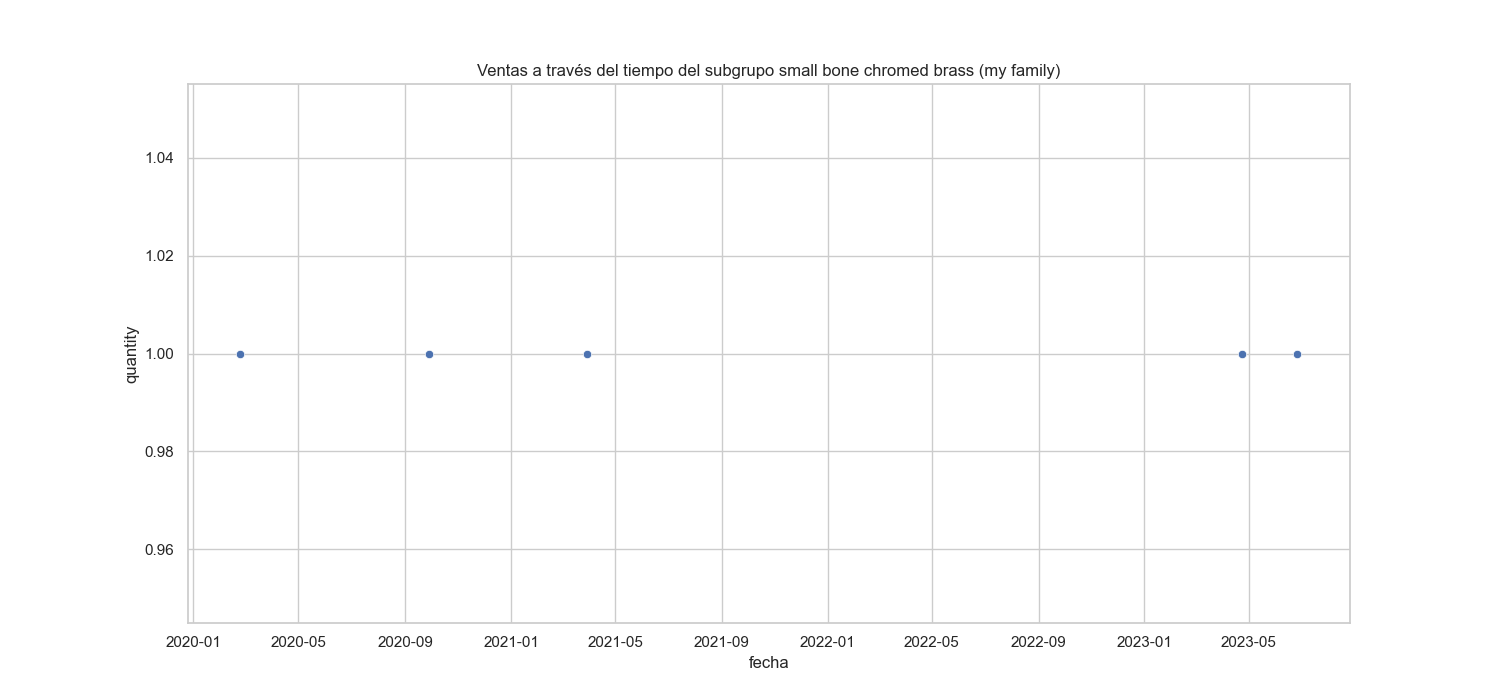 Ventas a través del tiempo del subgrupo small bone chromed brass (my family)
1.04
1.02
1.00
0.98
0.96
quantity
2020-01 2020-05 2020-09 2021-01 2021-05 2021-09 2022-01 2022-05 2022-09 2023-01 2023-05
fecha